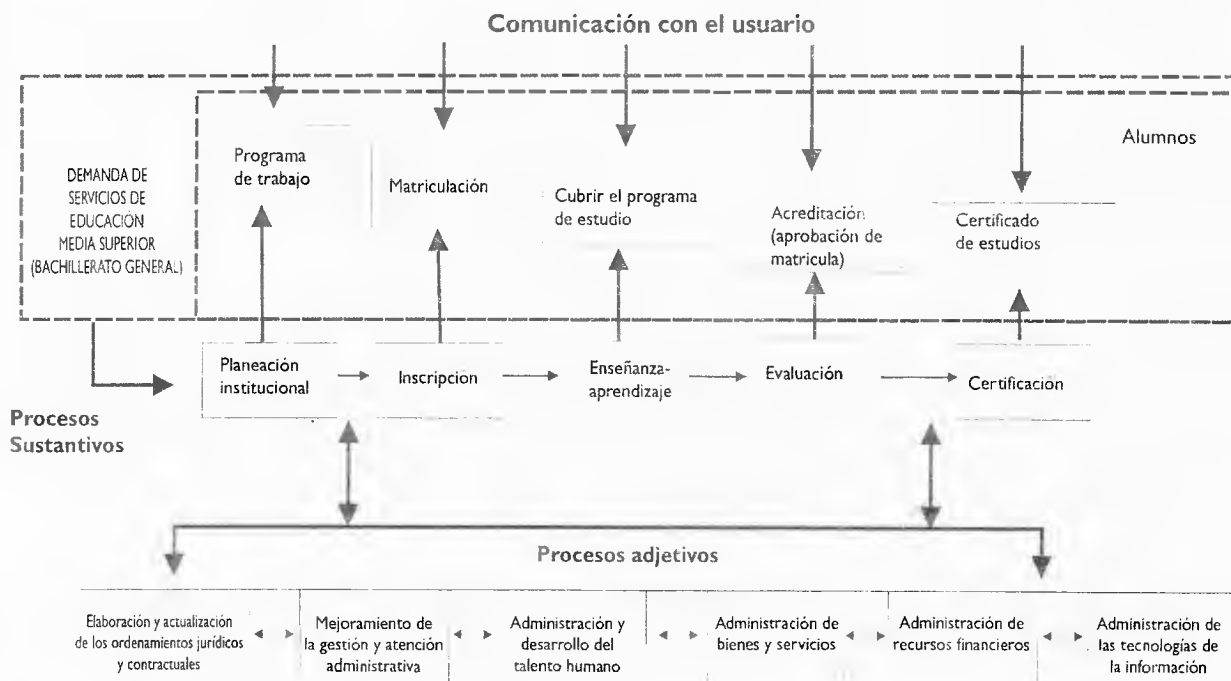 Comunicación con el usuario
Alumnos
DEMANDA DE
SERVICIOS DE
EDUCACIÓN
MEDIA SUPERIOR
(BACHILLERATO GENERAL)
Programa
de trabajo
Matriculación
Cubrir el programa
de estudio
Acreditación
(aprobación de
matricula)
Certificado
de estudios
Planeación
institucional
Inscripcion
Enseñanza-
aprendizaje
Evaluación
Certificación
Procesos
Sustantivos
Procesos adjetivos
Elaboración y actualización
de los ordenamientos jurídicos
y contractuales
Mejoramiento de
la gestión y atención
administrativa
Administración y
desarrollo del
talento humano
Administración de
bienes y servicios
Administración de
recursos financieros
Administración de
las tecnologías de
la información